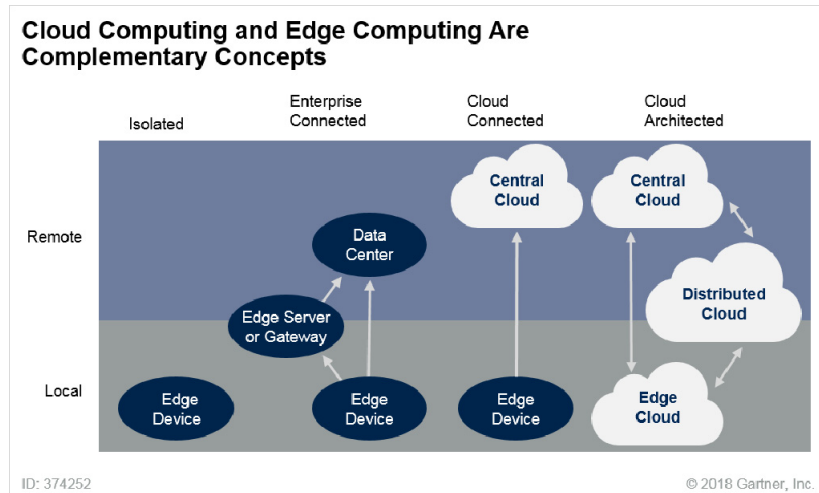 Cloud Computing and Edge Computing Are
Complementary Concepts
Isolated
Enterprise
Connected
Cloud
Connected
Cloud
Architected
Remote
Local
Central
Cloud
Central
Cloud
Data
Center
Distributed
Cloud
Edge Server
or Gateway
Edge
Device
Edge
Device
Edge
Device
Edge
Cloud
ID: 374252
© 2018 Gartner, Inc.